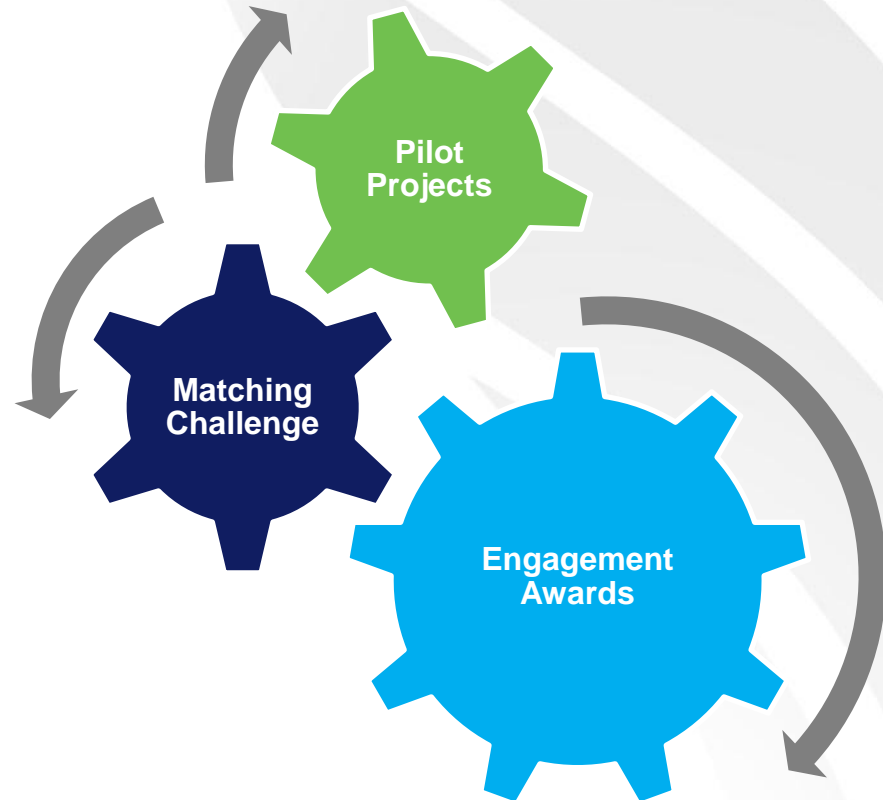 Pilot
Projects
Matching
Challenge
Engagement
Awards